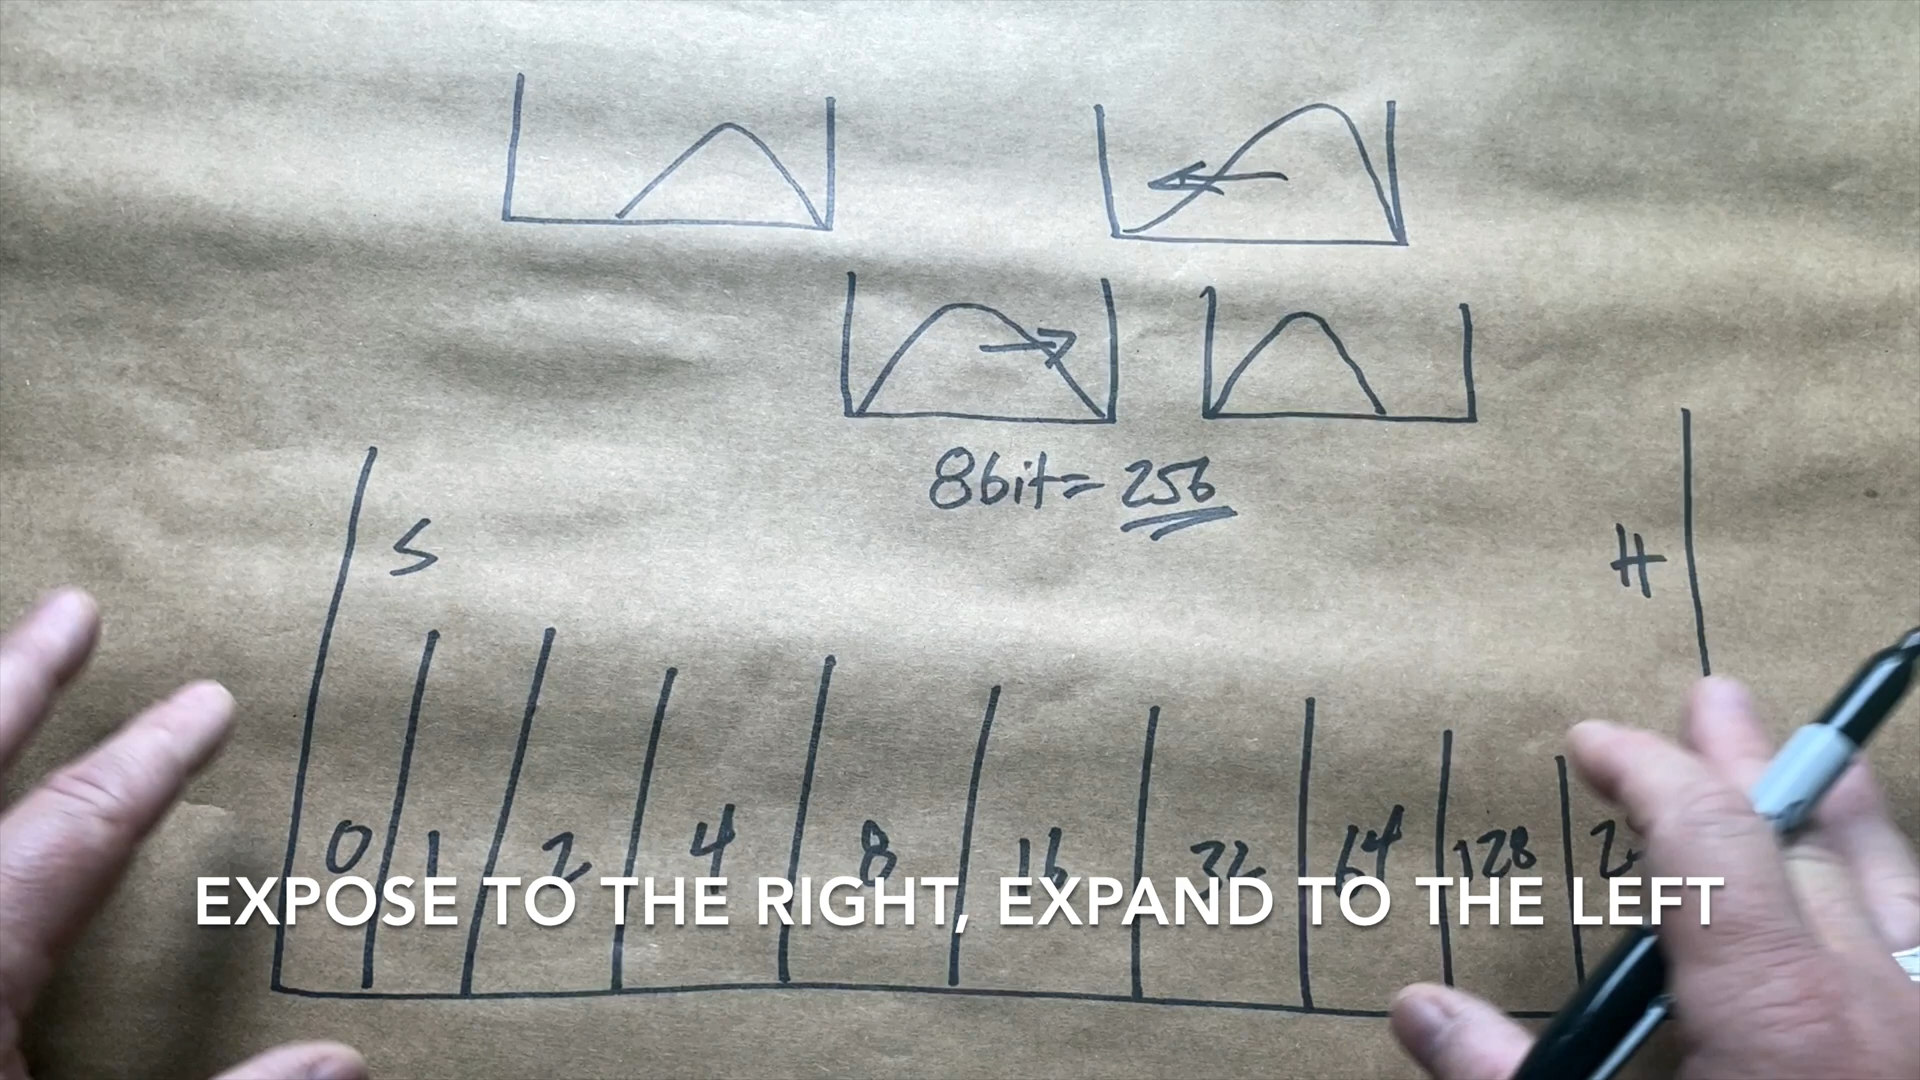 8bit = 256
S
H
0 1 2 4 8 16 32 64 128
EXPOSE TO THE RIGHT, EXPAND TO THE LEFT